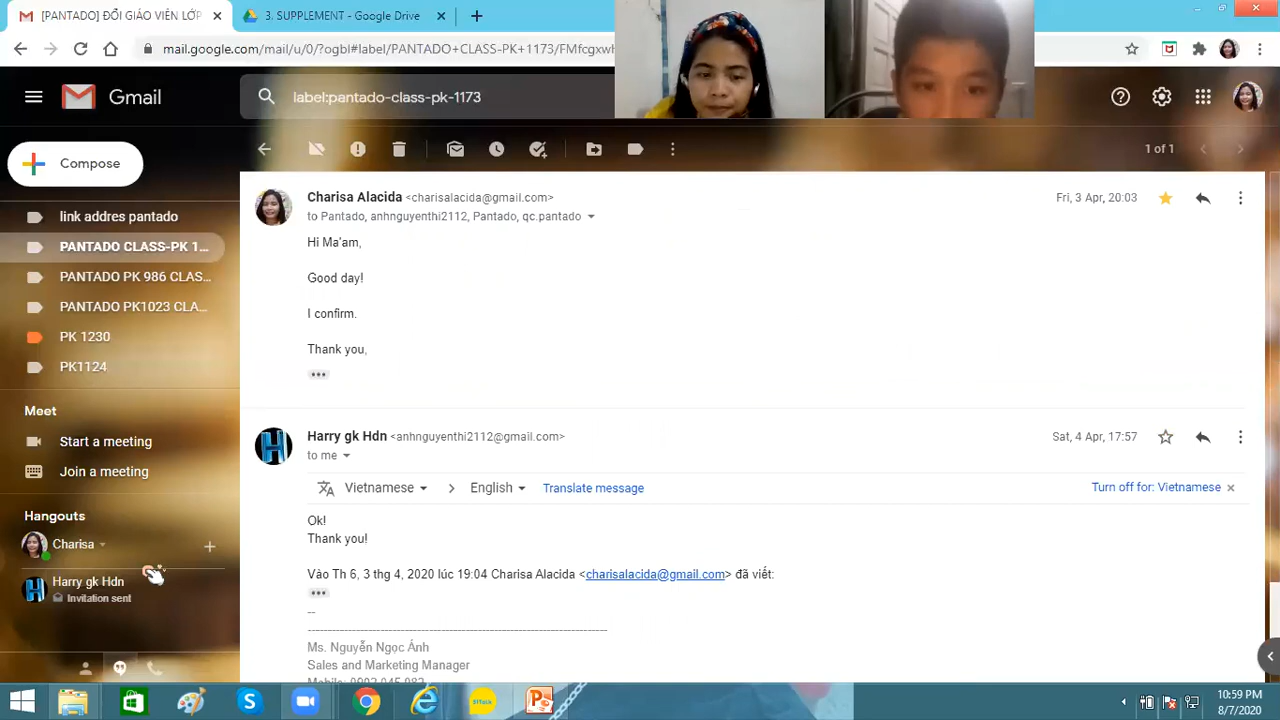 [PANTADO] ĐỔI GIÁO VIÊN LỚP
3. SUPPLEMENT - Google Drive
mail.google.com/mail/u/0/?ogbl#label/PANTADO+CLASS-PK+1173/FMfcgxwH
Gmail
label:pantado-class-pk-1173
Compose
1 of 1
link addres pantado
PANTADO CLASS-PK 1...
PANTADO PK 986 CLAS...
PANTADO PK1023 CLA...
PK 1230
PK1124
Meet
Start a meeting
Join a meeting
Hangouts
Charisa
Harry gk Hdn
Invitation sent
Charisa Alacida <charisalacida@gmail.com>
Fri, 3 Apr, 20:03
to Pantado, anhnguyenthi2112, Pantado, qc.pantado
Hi Ma'am,
Good day!
I confirm.
Thank you,
Harry gk Hdn <anhnguyenthi2112@gmail.com>
Sat, 4 Apr, 17:57
to me
Vietnamese > English Translate message
Turn off for: Vietnamese
Ok!
Thank you!
Vào Th 6, 3 thg 4, 2020 lúc 19:04 Charisa Alacida <charisalacida@gmail.com> đã viết:
--
Ms. Nguyễn Ngọc Ánh
Sales and Marketing Manager
10:59 PM
8/7/2020